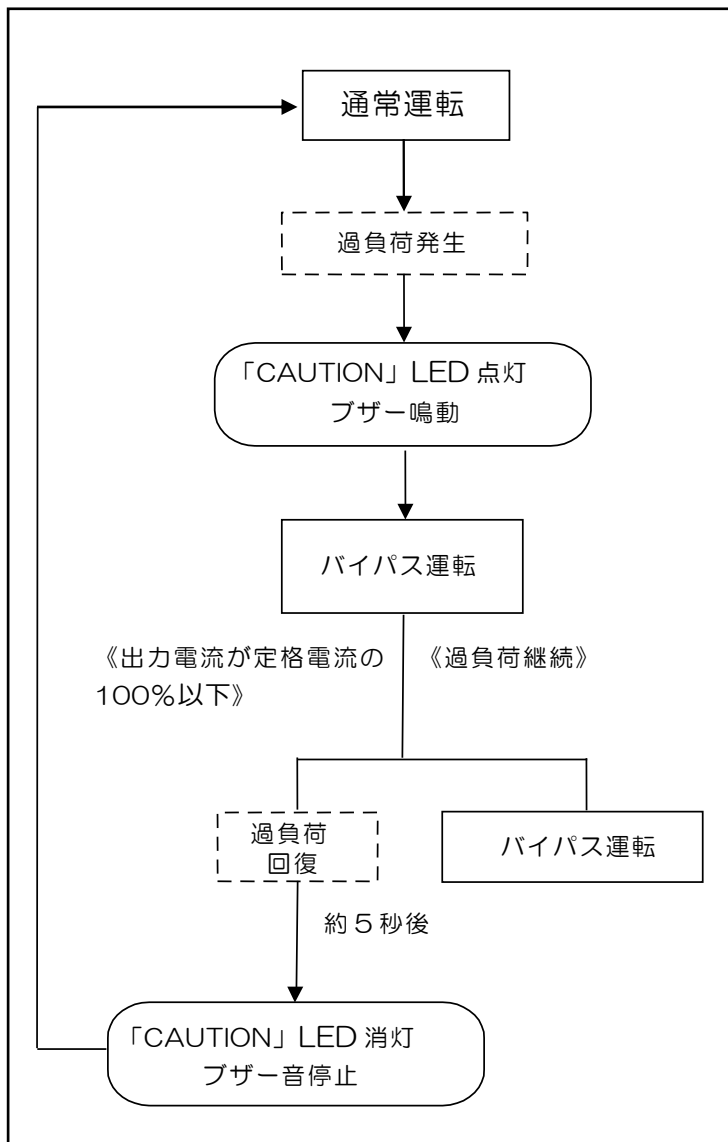 通常運転
過負荷発生
「CAUTION」LED 点灯
ブザー鳴動
バイパス運転
《出力電流が定格電流の
100%以下》
《過負荷継続》
過負荷
回復
バイパス運転
約5秒後
「CAUTION」LED 消灯
ブザー音停止